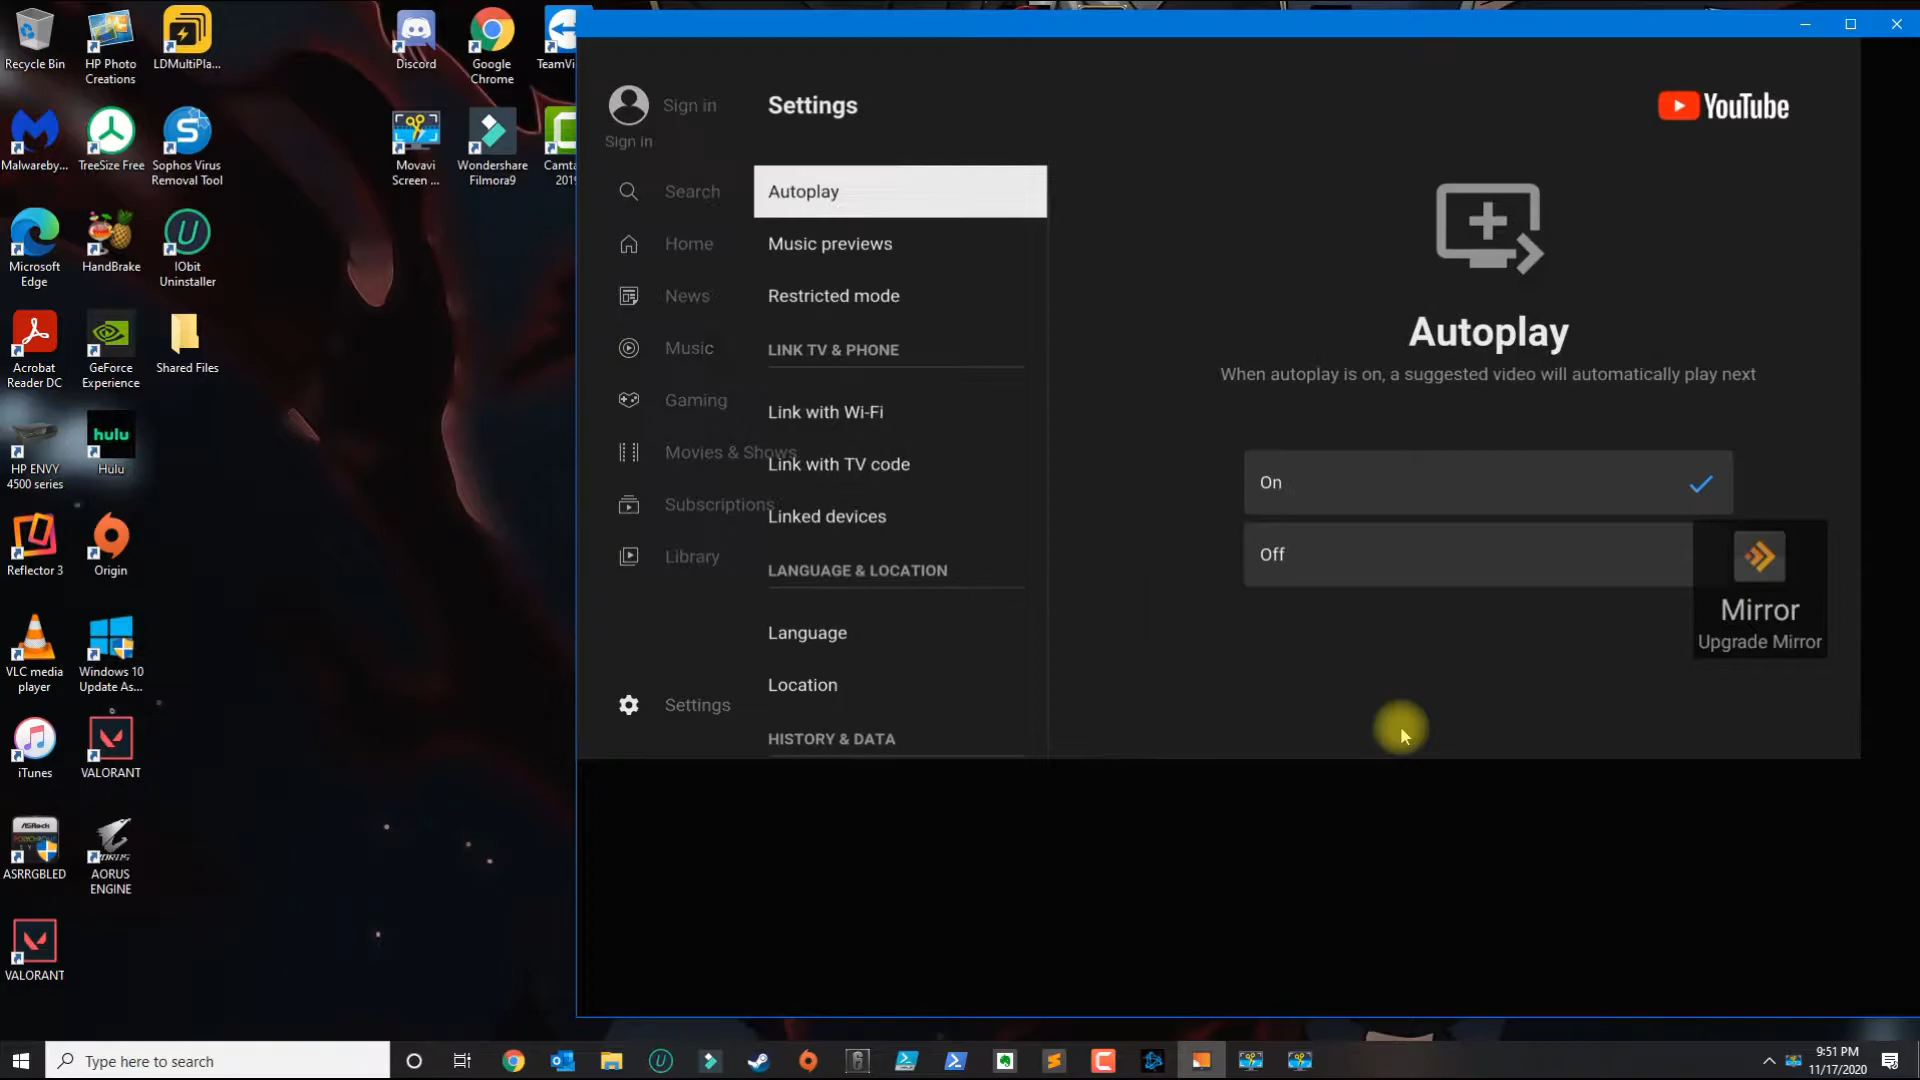 Recycle Bin
HP Photo
Creations
LDMultiPla...
Discord
Google
Chrome
TeamVi
Malwareby...
TreeSize Free
Sophos Virus
Removal Tool
Movavi
Screen ...
Wondershare
Filmora9
Camta
201
Microsoft
Edge
HandBrake
IObit
Uninstaller
Acrobat
Reader DC
GeForce
Experience
Shared Files
HP ENVY
4500 series
hulu
Hulu
Reflector 3
Origin
VLC media
player
Windows 10
Update As...
iTunes
VALORANT
ASRock
ASRRGBLED
AORUS
AORUS
ENGINE
VALORANT
Sign in
Sign in
Search
Home
News
Music
Gaming
Movies & Shows
Subscriptions
Library
Settings
Settings
Autoplay
Music previews
Restricted mode
LINK TV & PHONE
Link with Wi-Fi
Link with TV code
Linked devices
LANGUAGE & LOCATION
Language
Location
HISTORY & DATA
YouTube
Autoplay
When autoplay is on, a suggested video will automatically play next
On
Off
Mirror
Upgrade Mirror
Type here to search
9:51 PM
11/17/2020